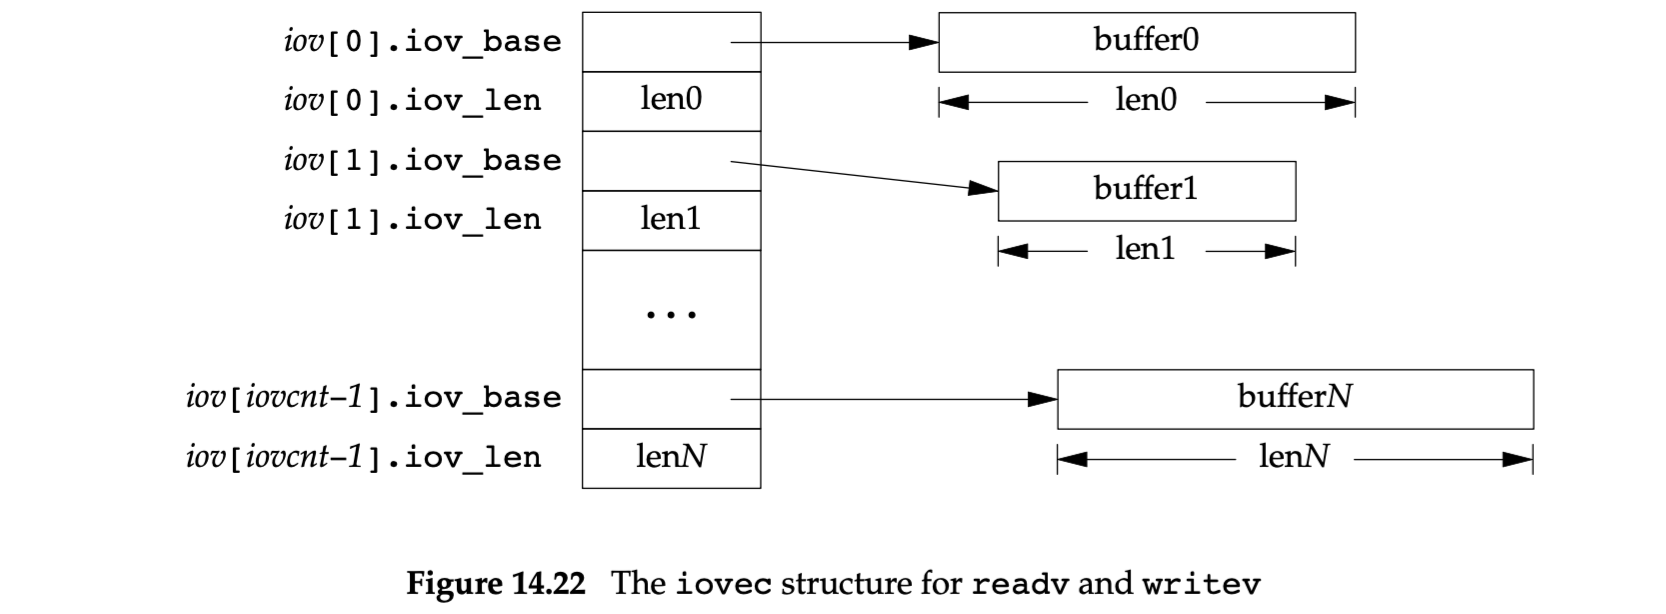 iov[0].iov_base buffer0
iov[0].iov_len len0 len0
iov[1].iov_base buffer1
iov[1].iov_len len1 len1
...
iov[iovcnt–1].iov_base bufferN
iov[iovcnt–1].iov_len lenN lenN
Figure 14.22 The iovec structure for readv and writev